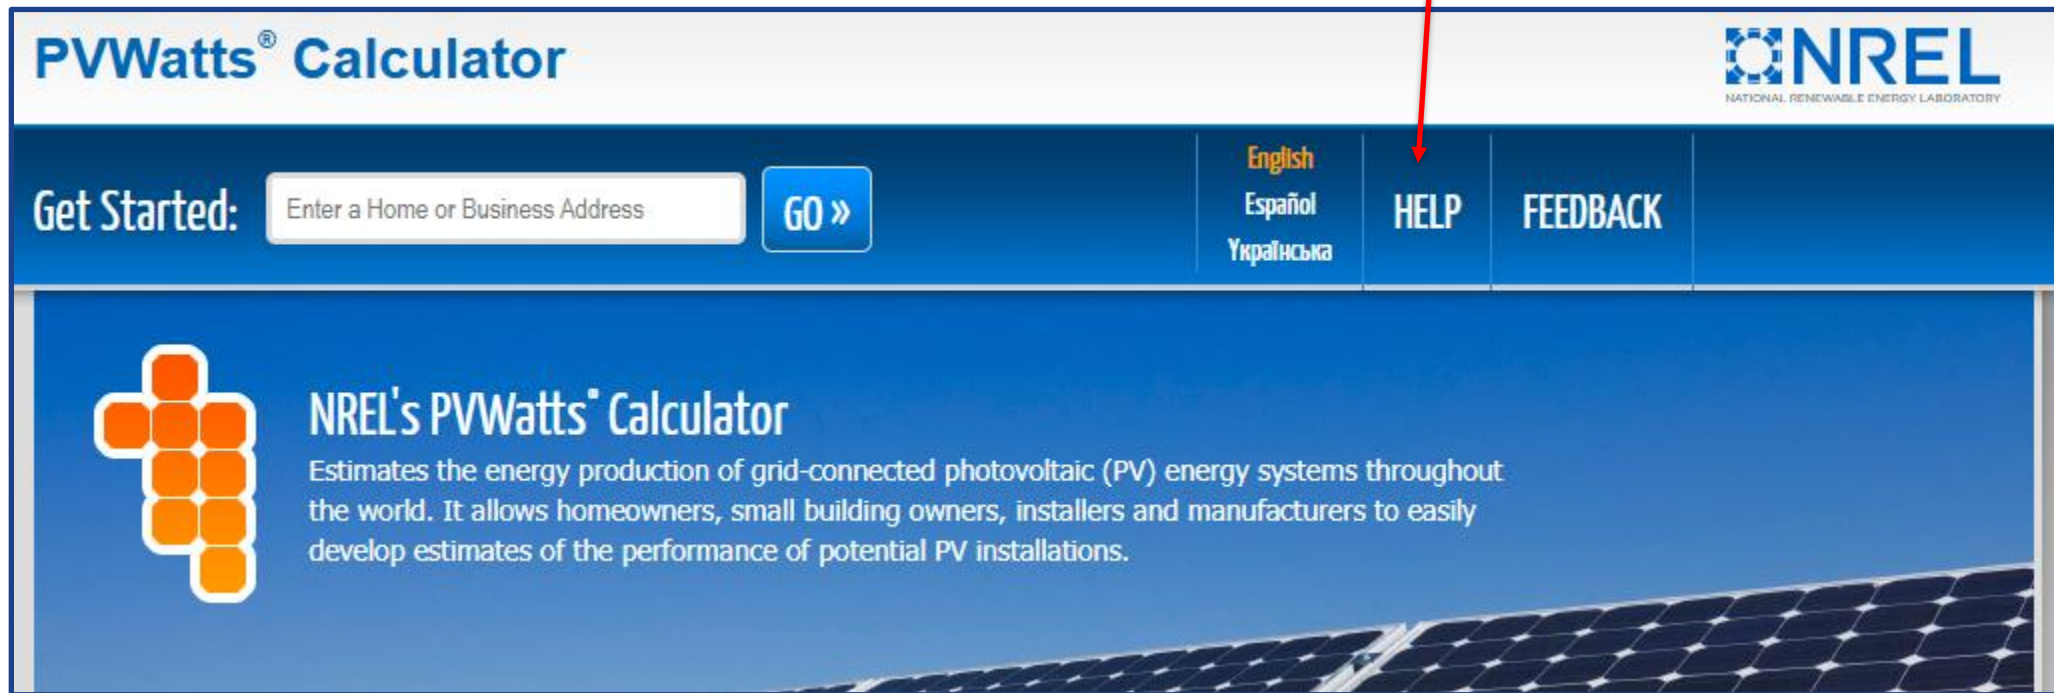 PVWatts® Calculator
NREL
NATIONAL RENEWABLE ENERGY LABORATORY
Get Started:
Enter a Home or Business Address
GO »
English
Español
Українська
HELP
FEEDBACK
NREL's PVWatts® Calculator
Estimates the energy production of grid-connected photovoltaic (PV) energy systems throughout
the world. It allows homeowners, small building owners, installers and manufacturers to easily
develop estimates of the performance of potential PV installations.